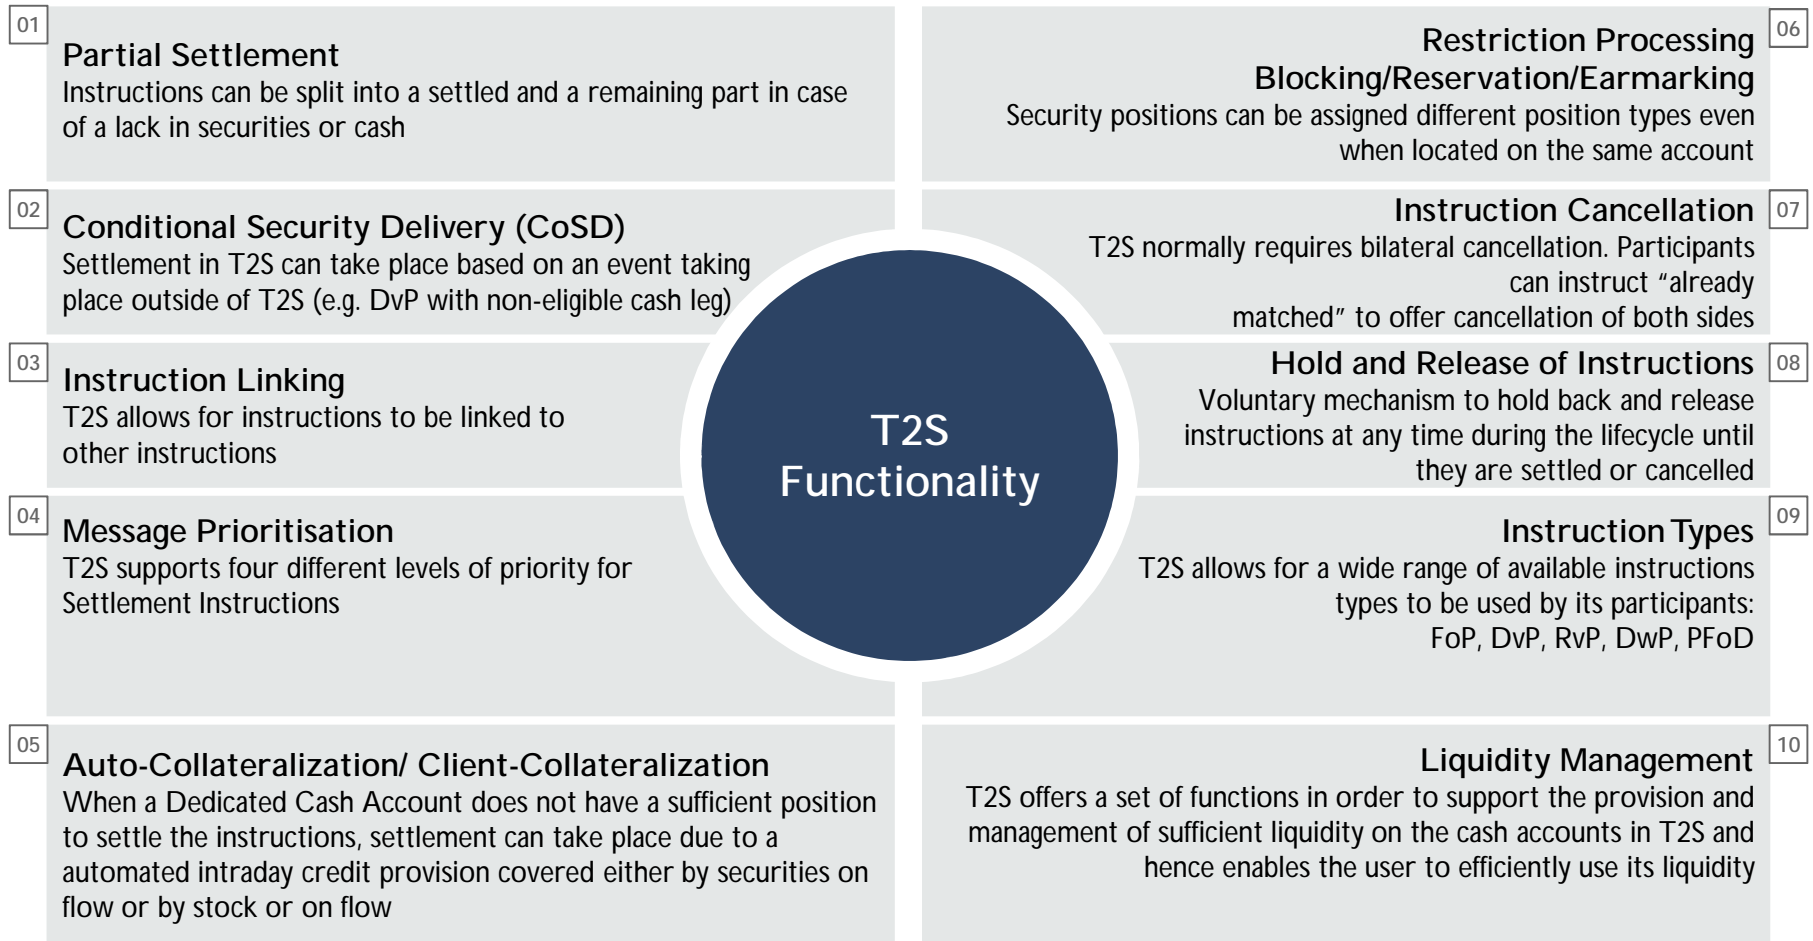 01
Partial Settlement
Instructions can be split into a settled and a remaining part in case
of a lack in securities or cash
02
Conditional Security Delivery (CoSD)
Settlement in T2S can take place based on an event taking
place outside of T2S (e.g. DvP with non-eligible cash leg)
03
Instruction Linking
T2S allows for instructions to be linked to
other instructions
04
Message Prioritisation
T2S supports four different levels of priority for
Settlement Instructions
05
Auto-Collateralization/ Client-Collateralization
When a Dedicated Cash Account does not have a sufficient position
to settle the instructions, settlement can take place due to a
automated intraday credit provision covered either by securities on
flow or by stock or on flow
T2S
Functionality
06
Restriction Processing
Blocking/Reservation/Earmarking
Security positions can be assigned different position types even
when located on the same account
07
Instruction Cancellation
T2S normally requires bilateral cancellation. Participants
can instruct “already
matched” to offer cancellation of both sides
08
Hold and Release of Instructions
Voluntary mechanism to hold back and release
instructions at any time during the lifecycle until
they are settled or cancelled
09
Instruction Types
T2S allows for a wide range of available instructions
types to be used by its participants:
FoP, DvP, RvP, DwP, PFoD
10
Liquidity Management
T2S offers a set of functions in order to support the provision and
management of sufficient liquidity on the cash accounts in T2S and
hence enables the user to efficiently use its liquidity